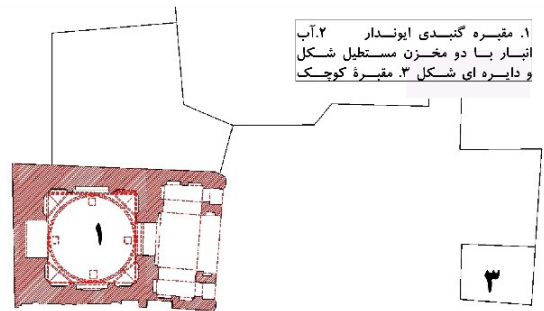 ۱. مقبره گنبدی ایوندار ۲.آب
انبار با دو مخزن مستطیل شکل
و دایره ای شکل ۳. مقبرۀ کوچک
۱
۳